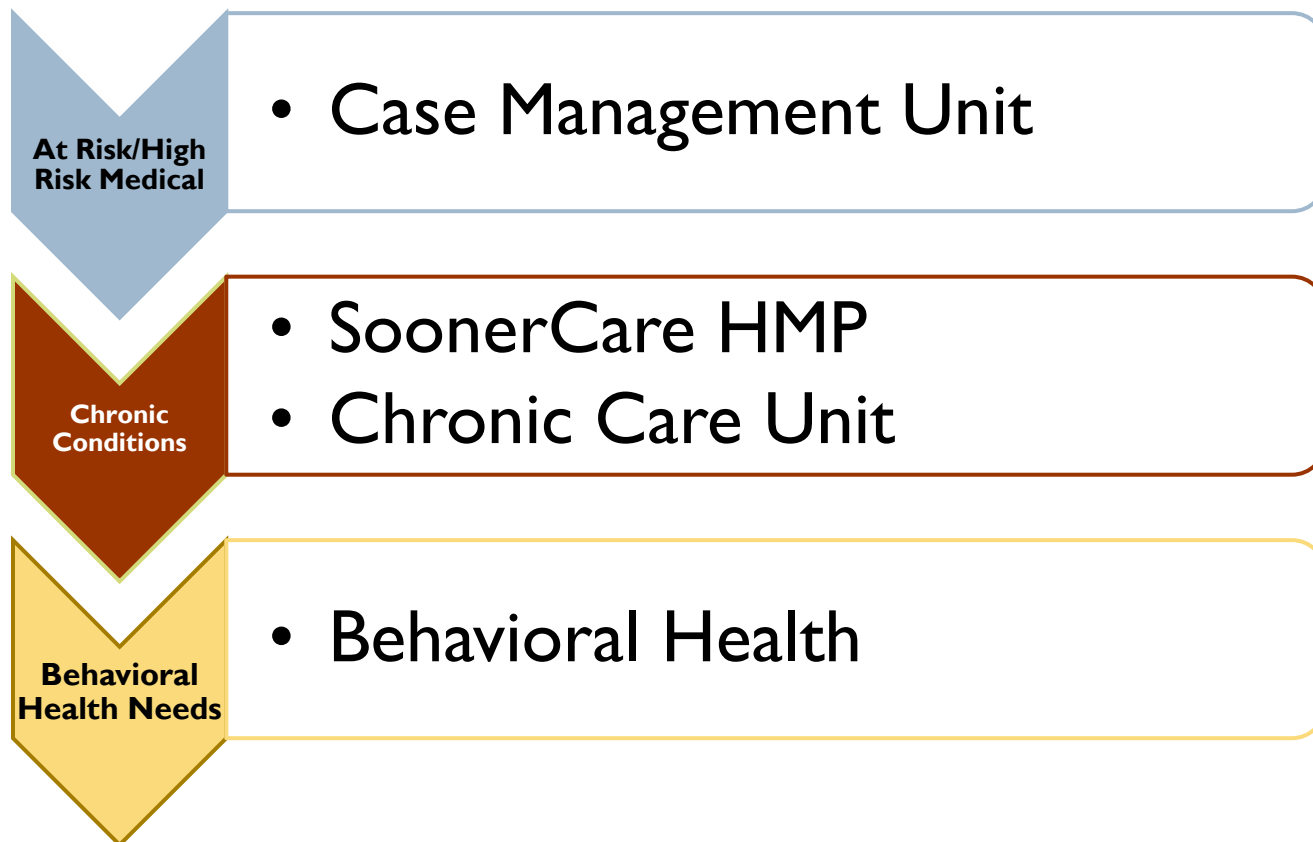 At Risk/High
Risk Medical
• Case Management Unit
Chronic
Conditions
• SoonerCare HMP
• Chronic Care Unit
Behavioral
Health Needs
• Behavioral Health